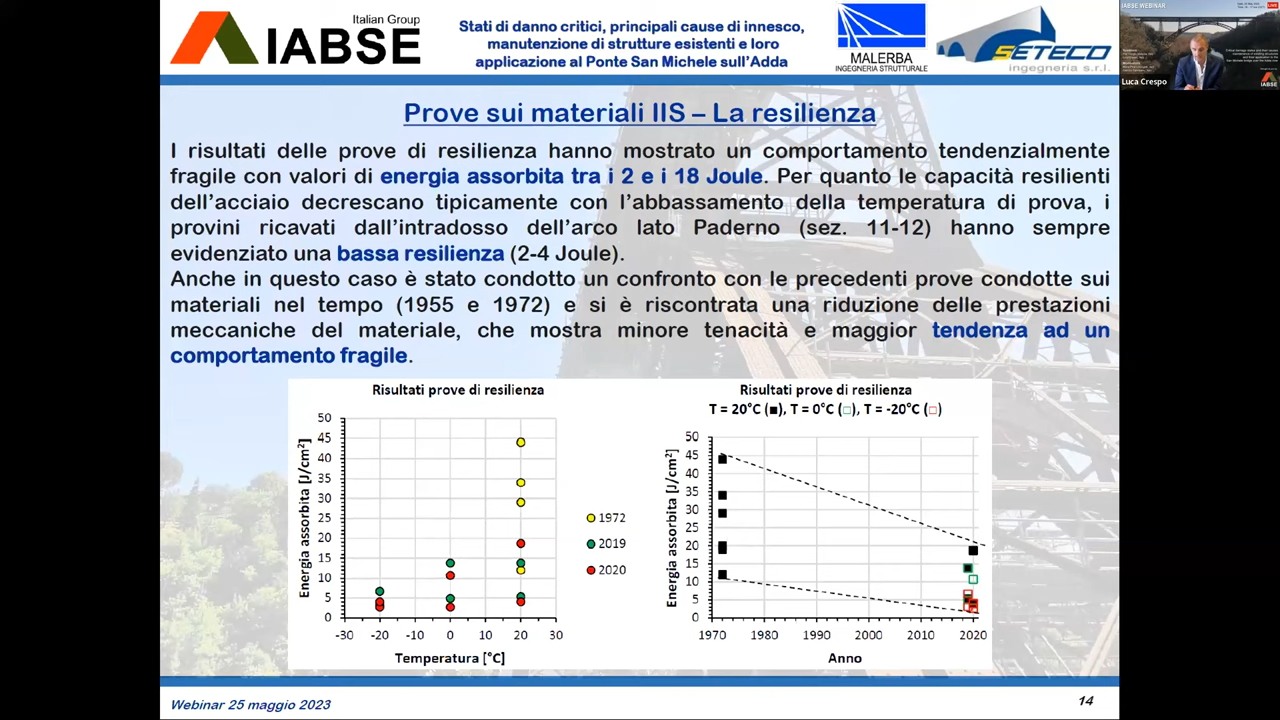 Italian Group
IABSE
Stati di danno critici, principali cause di innesco,
manutenzione di strutture esistenti e loro
applicazione al Ponte San Michele sull'Adda
MALERBA
INGEGNERIA STRUTTURALE
SETECO
ingegneria s.r.l.
IABSE WEBINAR
LIVE
Luca Crespo
IABSE
Prove sui materiali IIS – La resilienza
I risultati delle prove di resilienza hanno mostrato un comportamento tendenzialmente
fragile con valori di energia assorbita tra i 2 e i 18 Joule. Per quanto le capacità resilienti
dell'acciaio decrescano tipicamente con l'abbassamento della temperatura di prova, i
provini ricavati dall'intradosso dell'arco lato Paderno (sez. 11-12) hanno sempre
evidenziato una bassa resilienza (2-4 Joule).
Anche in questo caso è stato condotto un confronto con le precedenti prove condotte sui
materiali nel tempo (1955 e 1972) e si è riscontrata una riduzione delle prestazioni
meccaniche del materiale, che mostra minore tenacità e maggior tendenza ad un
comportamento fragile.
Risultati prove di resilienza
Energia assorbita [J/cm²]
50
45
40
35
30
25
20
15
10
5
0
-30 -20 -10 0 10 20 30
Temperatura [°C]
1972
2019
2020
Risultati prove di resilienza
T = 20°C (■), T = 0°C (□), T = -20°C (□)
Energia assorbita [J/cm²]
50
45
40
35
30
25
20
15
10
5
0
1970 1980 1990 2000 2010 2020
Anno
Webinar 25 maggio 2023
14